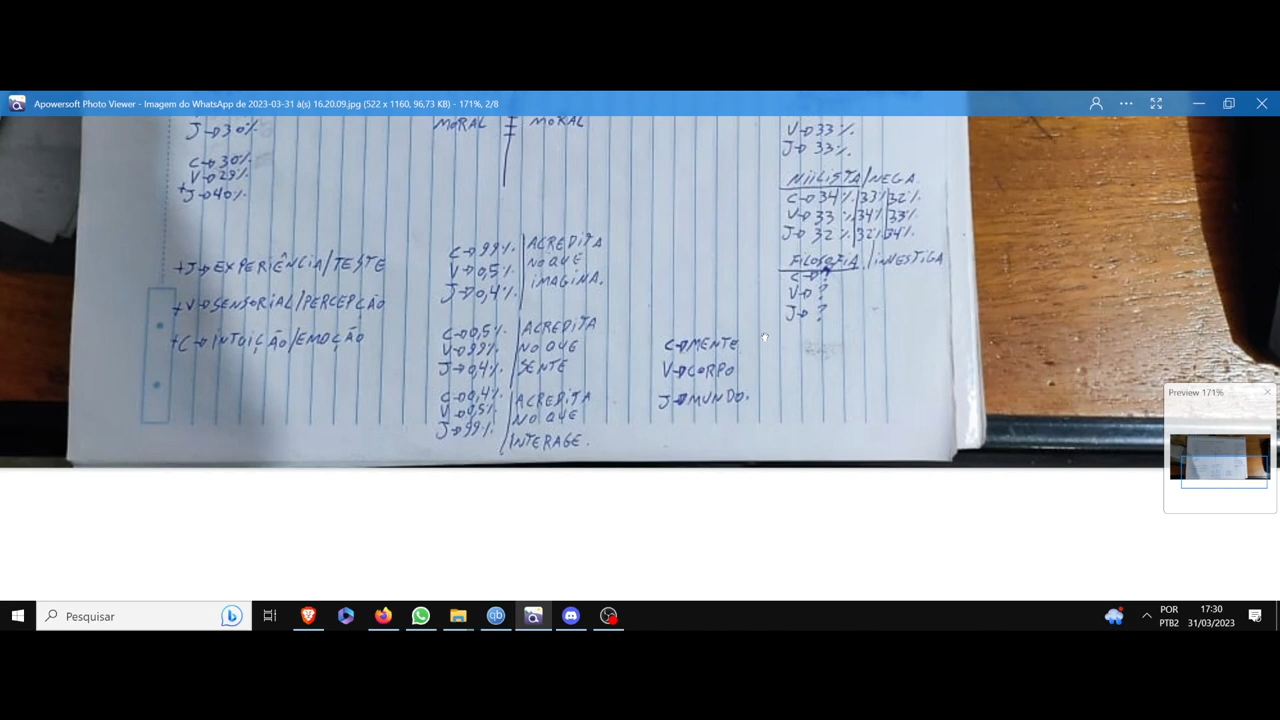 Apowersoft Photo Viewer - Imagem do WhatsApp de 2023-03-31 à(s) 16.20.09.jpg (522 x 1160, 96,73 KB) - 171%, 2/8
J→30%
C→30%
V→29%
+J→40%
+J→EXPERIÊNCIA/TESTE
+V→SENSORIAL/PERCEPÇÃO
+C→INTUIÇÃO/EMOÇÃO
MORAL | MORAL
C→99% | ACREDITA
V→0,5% | NO QUE
J→0,4% | IMAGINA.
C→0,5% | ACREDITA
V→99% | NO QUE
J→0,4% | SENTE
C→0,4% | ACREDITA
V→0,5% | NO QUE
J→99% | INTERAGE.
C→MENTE
V→CORPO
J→MUNDO.
V→33%.
J→33%.
NIILISTA/NEGA.
C→34%|33%|32%.
V→33%|34%|33%.
J→32%|32%|34%.
FILOSOFIA/INVESTIGA
C→?
V→?
J→?
Preview 171%
Pesquisar
POR
PTB2
17:30
31/03/2023